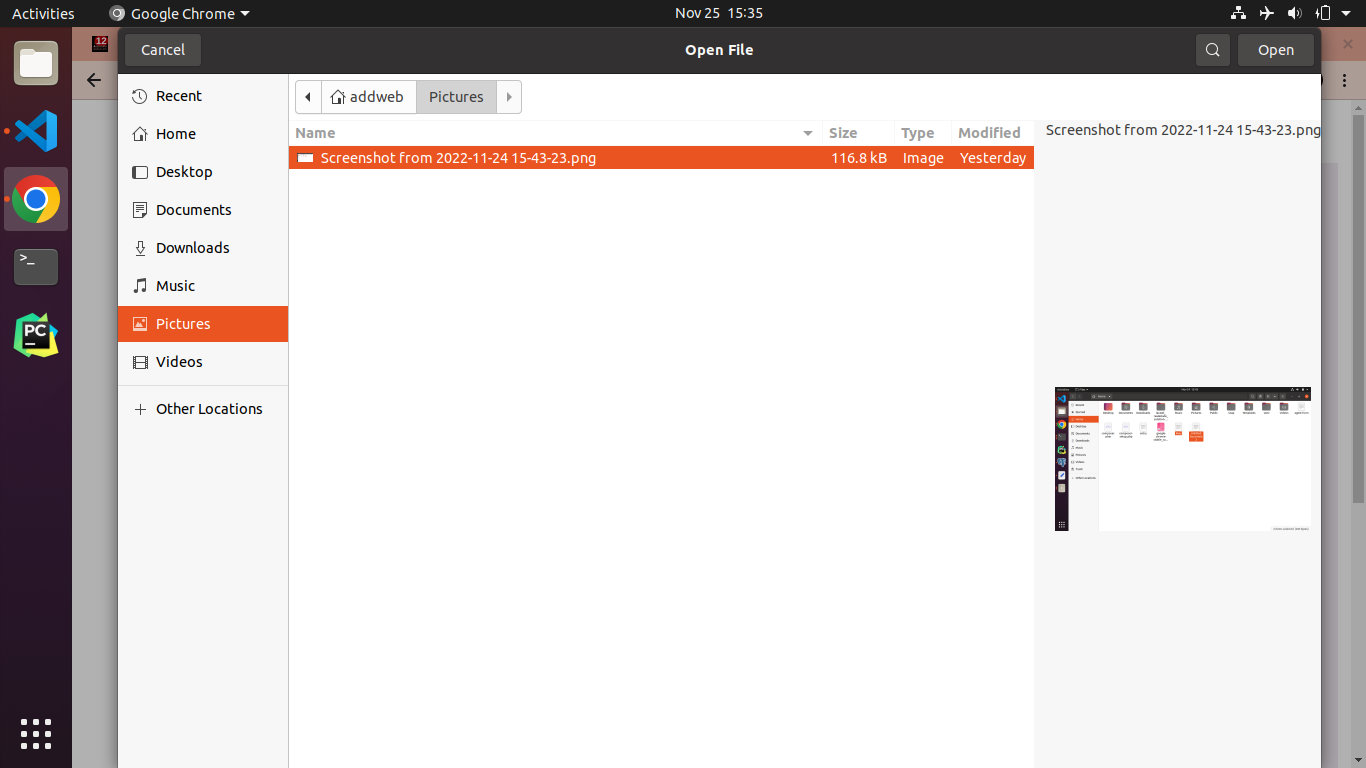 Activities
Google Chrome
Nov 25 15:35
12
Cancel
Open File
Open
Recent
Home
Desktop
Documents
Downloads
Music
Pictures
Videos
Other Locations
addweb
Pictures
Name
Size
Type
Modified
Screenshot from 2022-11-24 15-43-23.png
116.8 kB
Image
Yesterday
Screenshot from 2022-11-24 15-43-23.png
>_
PC